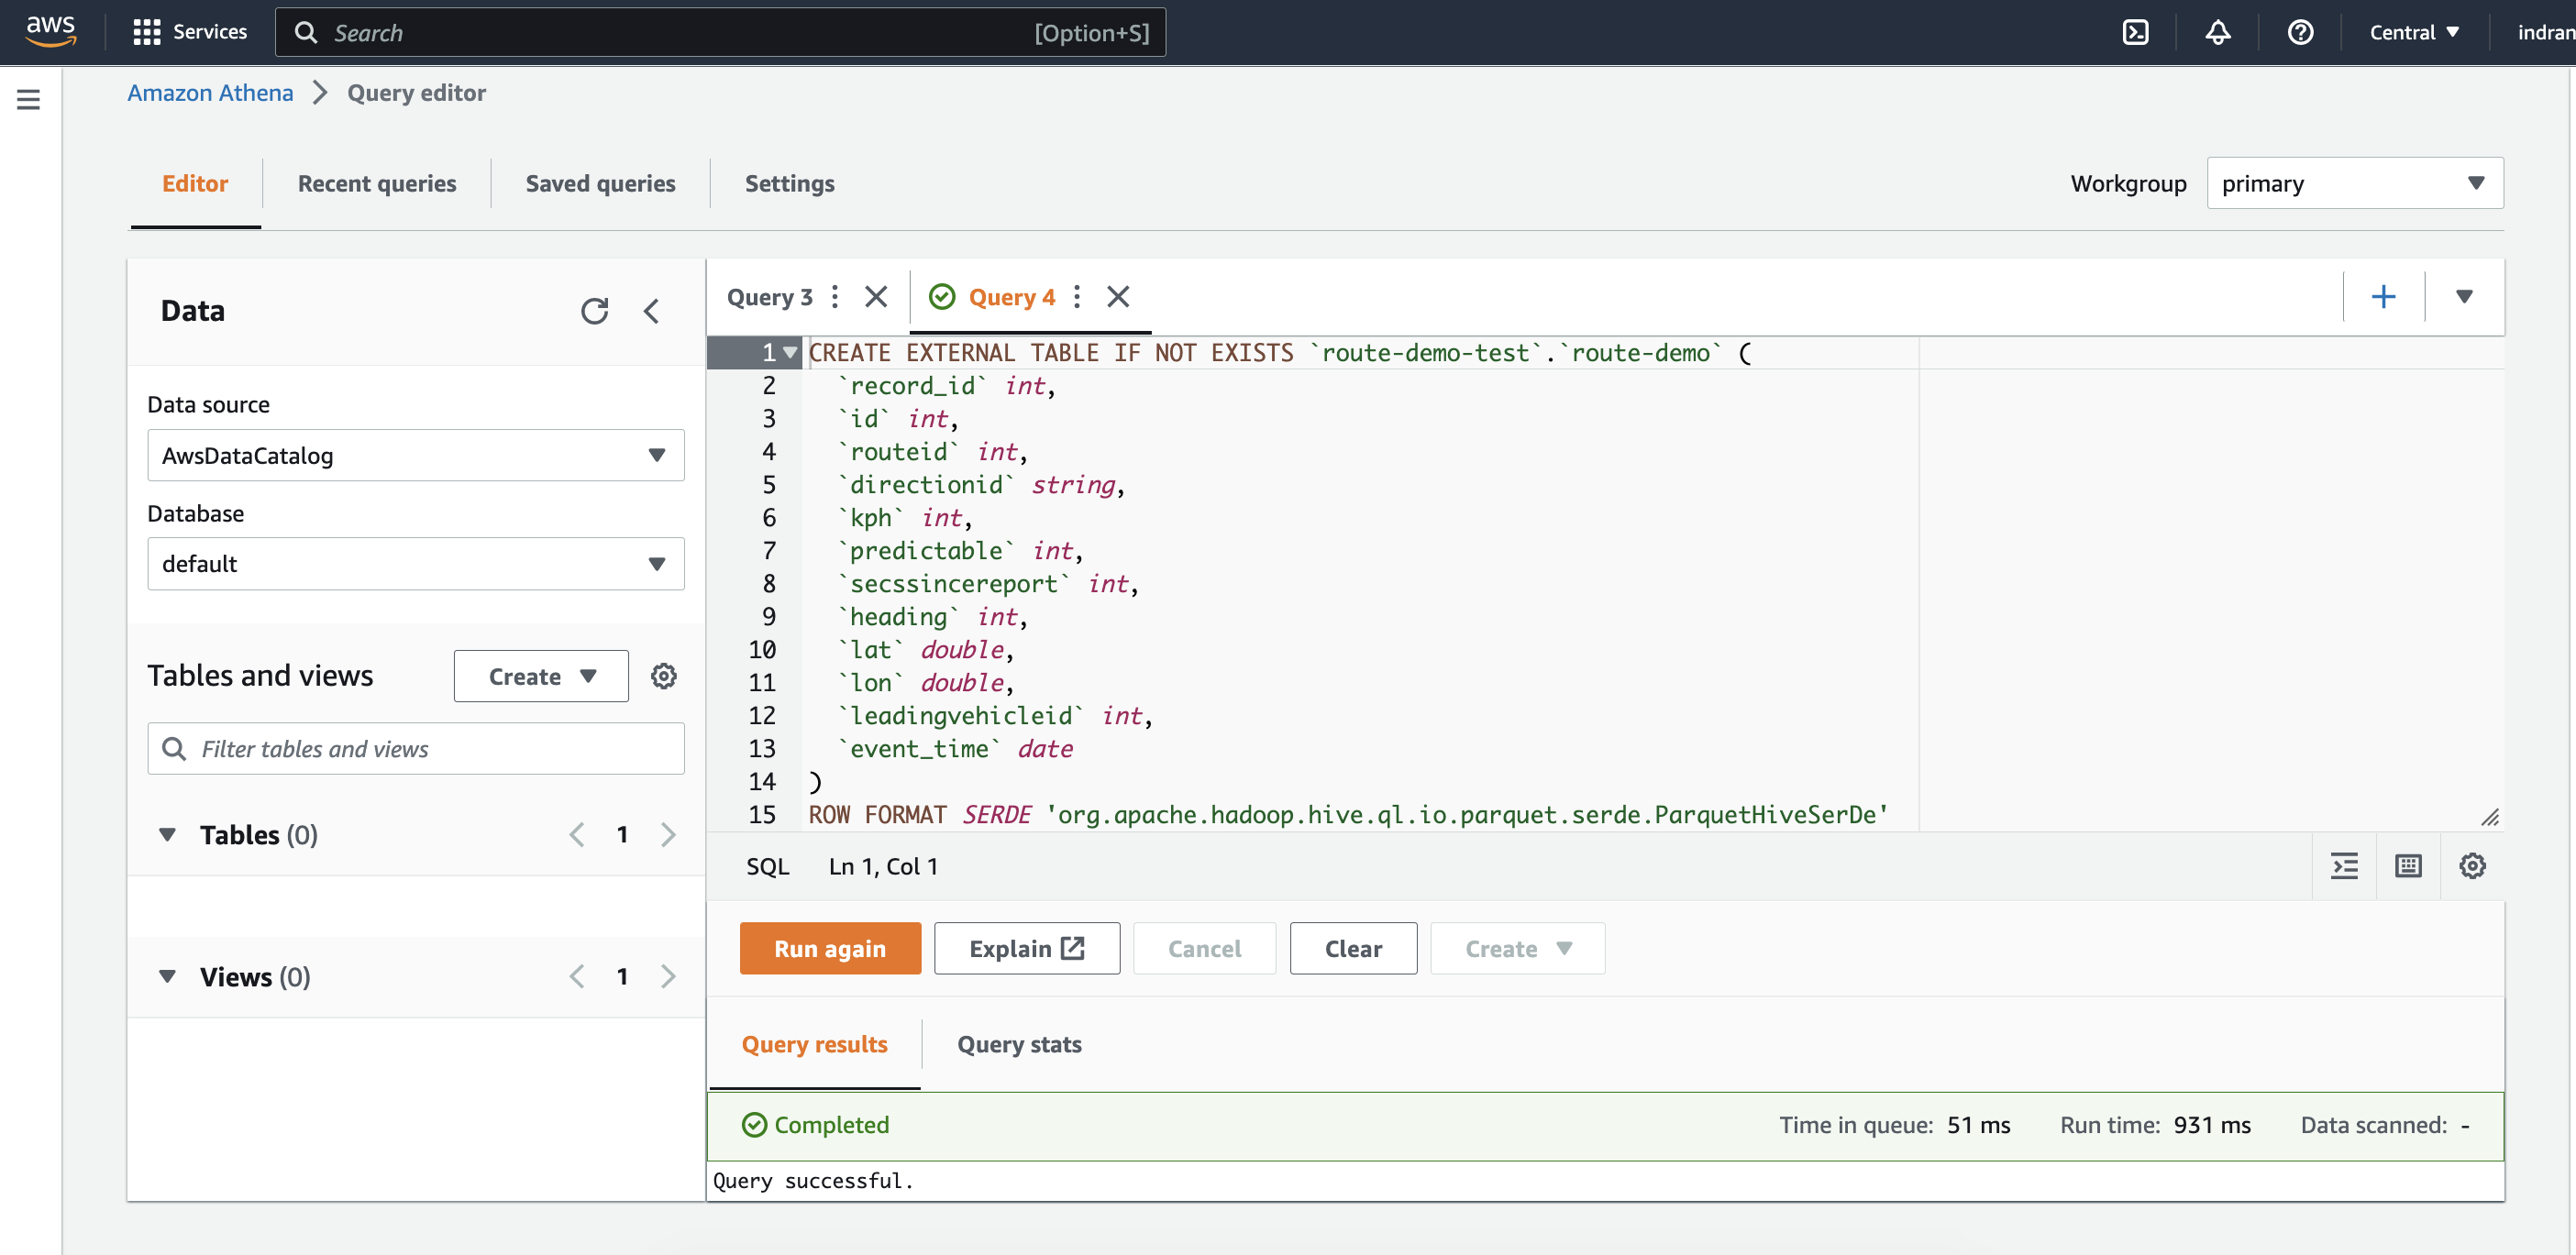 aws
Services
Search
[Option+S]
Central
indran
Amazon Athena
Query editor
Editor
Recent queries
Saved queries
Settings
Workgroup
primary
Data
Data source
AwsDataCatalog
Database
default
Tables and views
Create
Filter tables and views
Tables (0)
1
Views (0)
1
Query 3
Query 4
1 CREATE EXTERNAL TABLE IF NOT EXISTS `route-demo-test`.`route-demo` (
2 `record_id` int,
3 `id` int,
4 `routeid` int,
5 `directionid` string,
6 `kph` int,
7 `predictable` int,
8 `secssincereport` int,
9 `heading` int,
10 `lat` double,
11 `lon` double,
12 `leadingvehicleid` int,
13 `event_time` date
14 )
15 ROW FORMAT SERDE 'org.apache.hadoop.hive.ql.io.parquet.serde.ParquetHiveSerDe'
SQL Ln 1, Col 1
Run again
Explain
Cancel
Clear
Create
Query results
Query stats
Completed
Time in queue: 51 ms
Run time: 931 ms
Data scanned: -
Query successful.